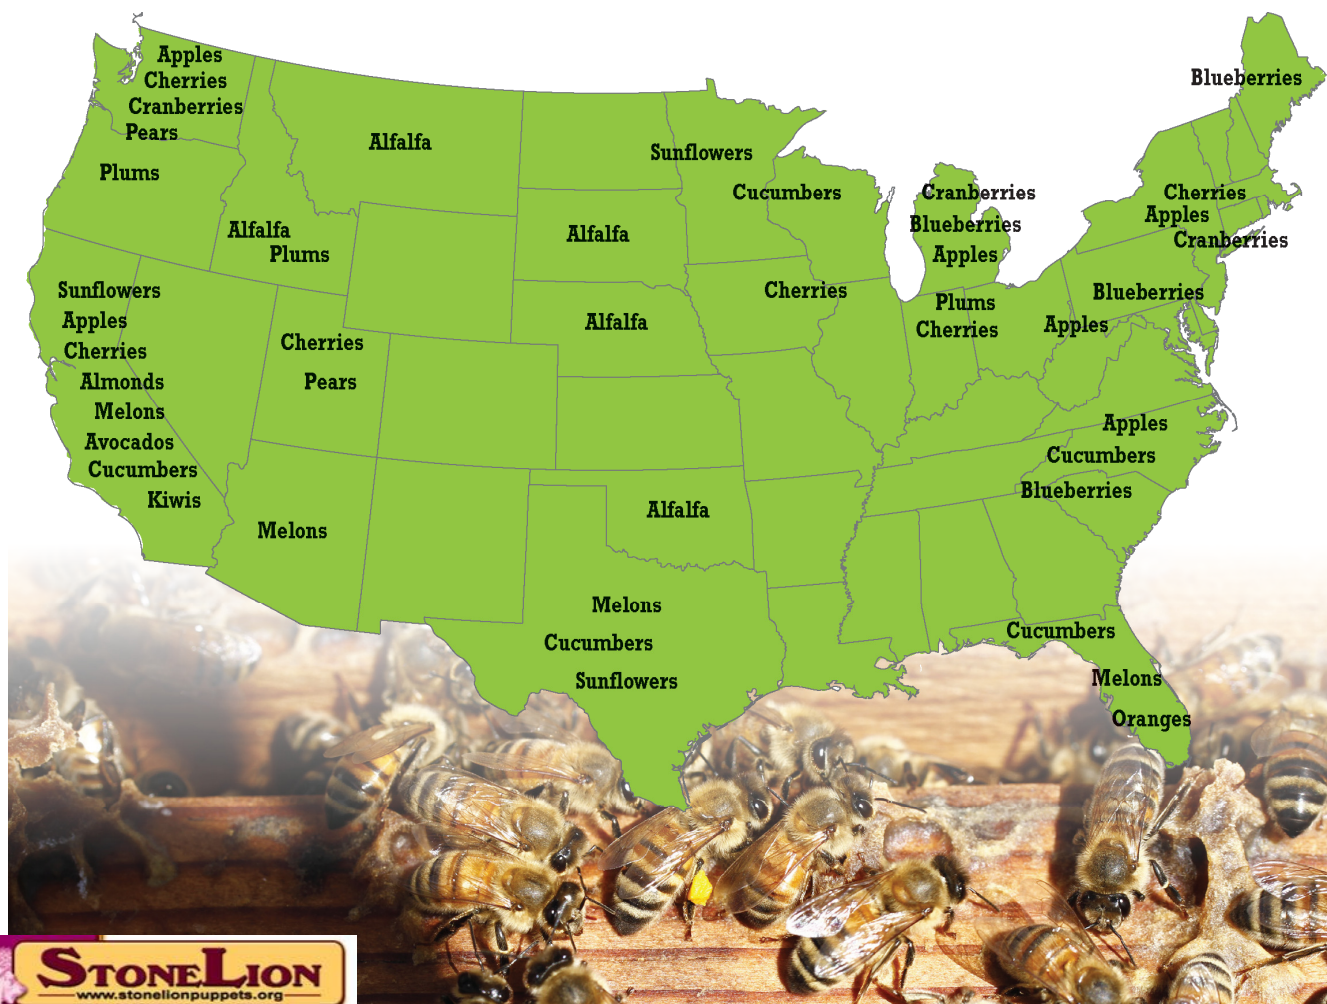 Apples
Cherries
Cranberries
Pears
Plums
Alfalfa
Alfalfa
Plums
Sunflowers
Apples
Cherries
Almonds
Melons
Avocados
Cucumbers
Kiwis
Cherries
Pears
Melons
Sunflowers
Cucumbers
Alfalfa
Alfalfa
Cherries
Alfalfa
Melons
Cucumbers
Sunflowers
Cranberries
Blueberries
Apples
Plums
Cherries
Blueberries
Cherries
Apples
Cranberries
Blueberries
Apples
Apples
Cucumbers
Blueberries
Cucumbers
Melons
Oranges
STONELION
www.stonelionpuppets.org